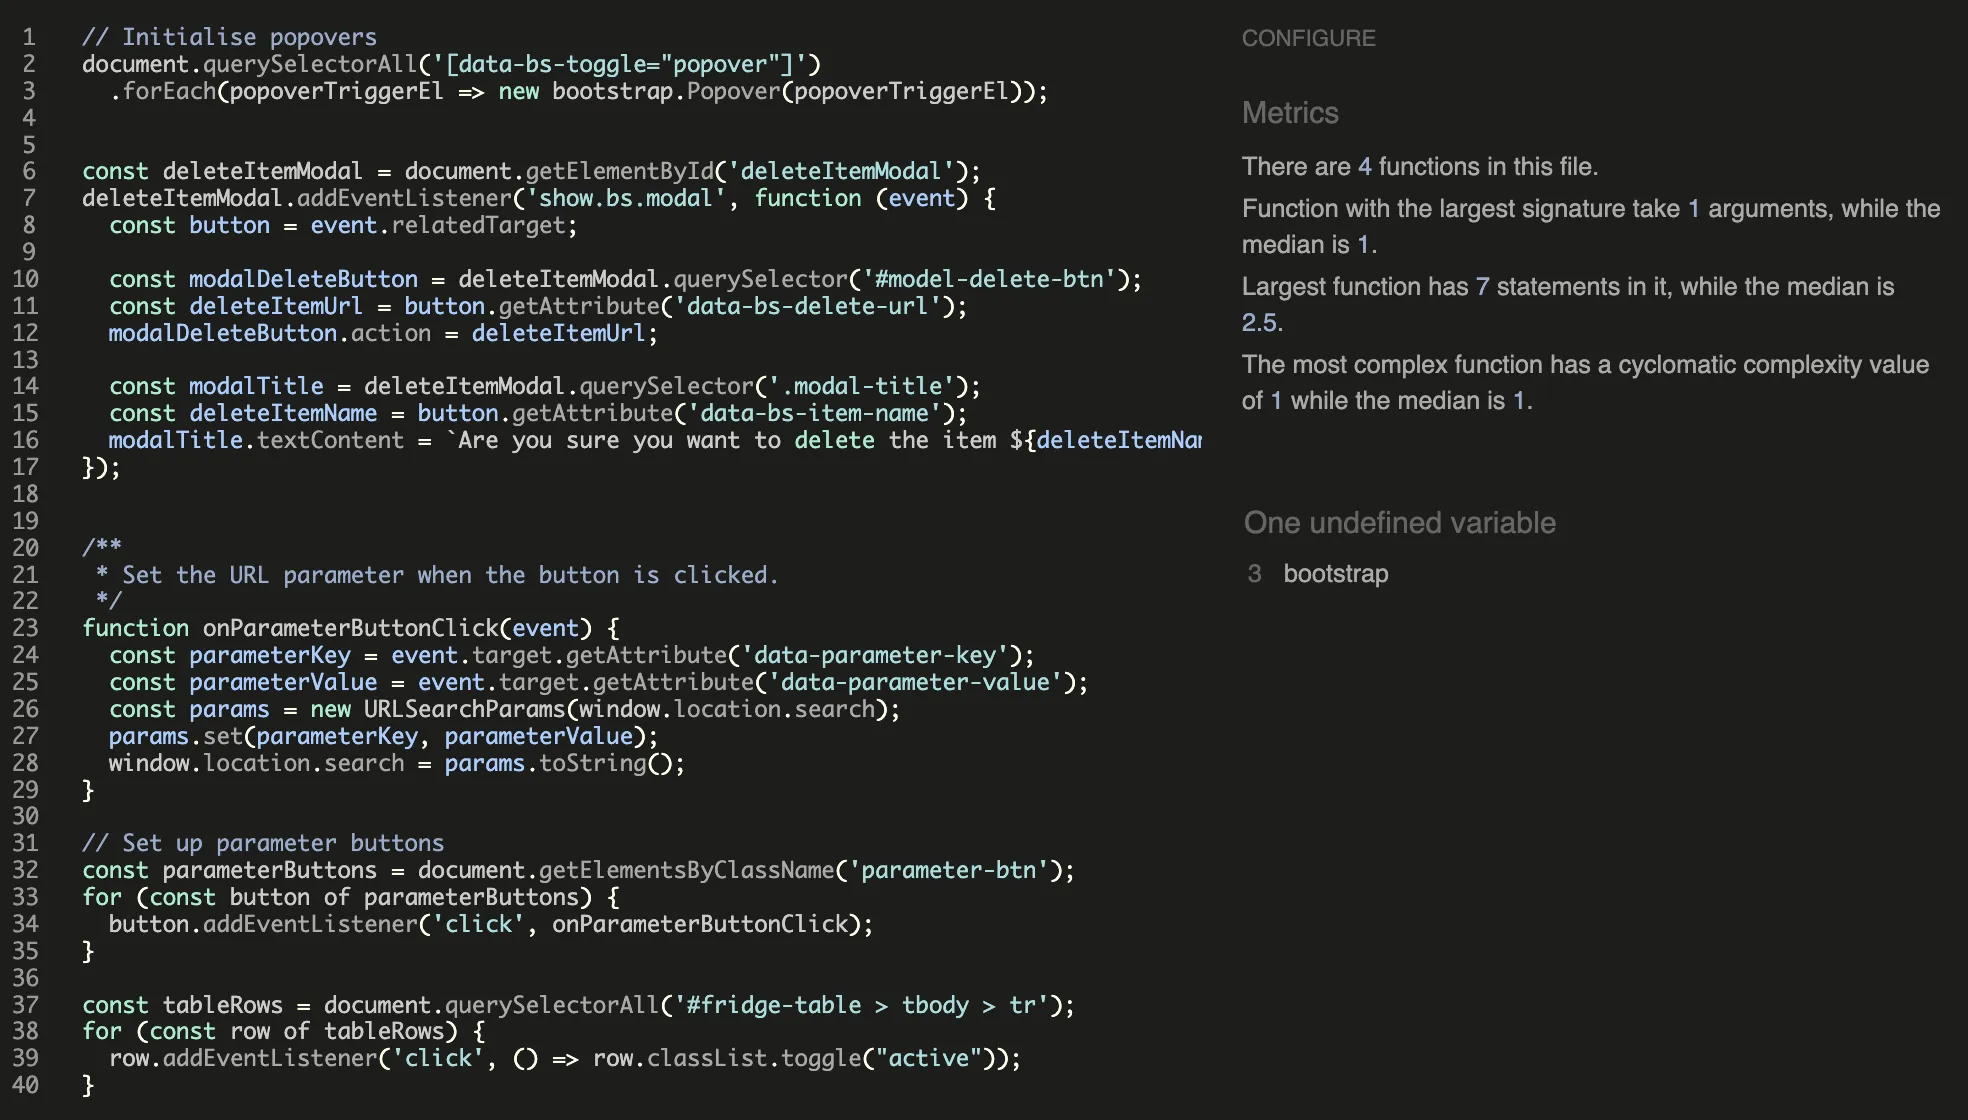 1 // Initialise popovers
2 document.querySelectorAll('[data-bs-toggle="popover"]')
3   .forEach(popoverTriggerEl => new bootstrap.Popover(popoverTriggerEl));
4
5
6 const deleteItemModal = document.getElementById('deleteItemModal');
7 deleteItemModal.addEventListener('show.bs.modal', function (event) {
8   const button = event.relatedTarget;
9
10   const modalDeleteButton = deleteItemModal.querySelector('#model-delete-btn');
11   const deleteItemUrl = button.getAttribute('data-bs-delete-url');
12   modalDeleteButton.action = deleteItemUrl;
13
14   const modalTitle = deleteItemModal.querySelector('.modal-title');
15   const deleteItemName = button.getAttribute('data-bs-item-name');
16   modalTitle.textContent = `Are you sure you want to delete the item ${deleteItemNa
17 });
18
19
20 /**
21  * Set the URL parameter when the button is clicked.
22  */
23 function onParameterButtonClick(event) {
24   const parameterKey = event.target.getAttribute('data-parameter-key');
25   const parameterValue = event.target.getAttribute('data-parameter-value');
26   const params = new URLSearchParams(window.location.search);
27   params.set(parameterKey, parameterValue);
28   window.location.search = params.toString();
29 }
30
31 // Set up parameter buttons
32 const parameterButtons = document.getElementsByClassName('parameter-btn');
33 for (const button of parameterButtons) {
34   button.addEventListener('click', onParameterButtonClick);
35 }
36
37 const tableRows = document.querySelectorAll('#fridge-table > tbody > tr');
38 for (const row of tableRows) {
39   row.addEventListener('click', () => row.classList.toggle("active"));
40 }
CONFIGURE
Metrics
There are 4 functions in this file.
Function with the largest signature take 1 arguments, while the
median is 1.
Largest function has 7 statements in it, while the median is
2.5.
The most complex function has a cyclomatic complexity value
of 1 while the median is 1.
One undefined variable
3 bootstrap